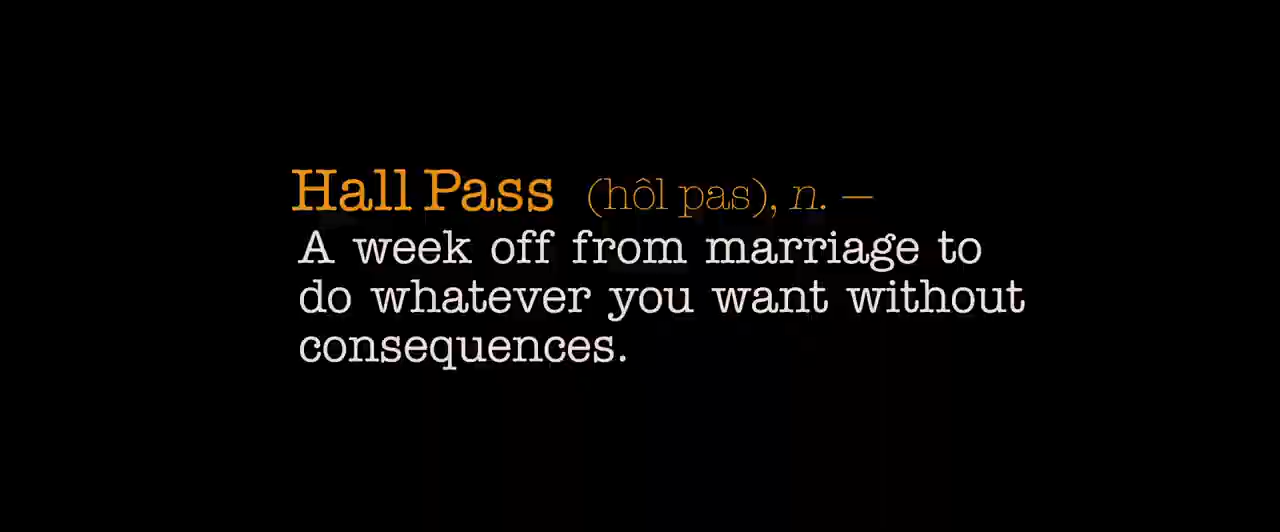 Hall Pass (hôl pas), n. —
A week off from marriage to
do whatever you want without
consequences.